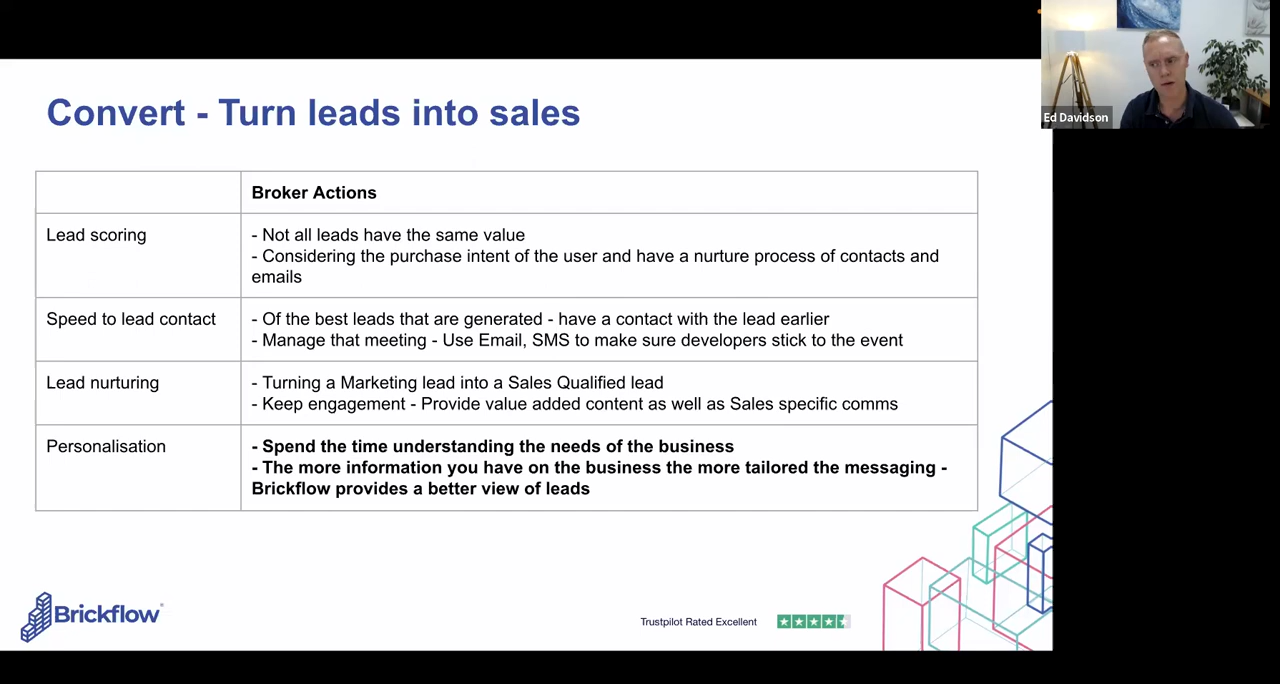 Convert - Turn leads into sales
Broker Actions
Lead scoring
- Not all leads have the same value
- Considering the purchase intent of the user and have a nurture process of contacts and
emails
Speed to lead contact
- Of the best leads that are generated - have a contact with the lead earlier
- Manage that meeting - Use Email, SMS to make sure developers stick to the event
Lead nurturing
- Turning a Marketing lead into a Sales Qualified lead
- Keep engagement - Provide value added content as well as Sales specific comms
Personalisation
- Spend the time understanding the needs of the business
- The more information you have on the business the more tailored the messaging -
Brickflow provides a better view of leads
Brickflow
Trustpilot Rated Excellent
Ed Davidson